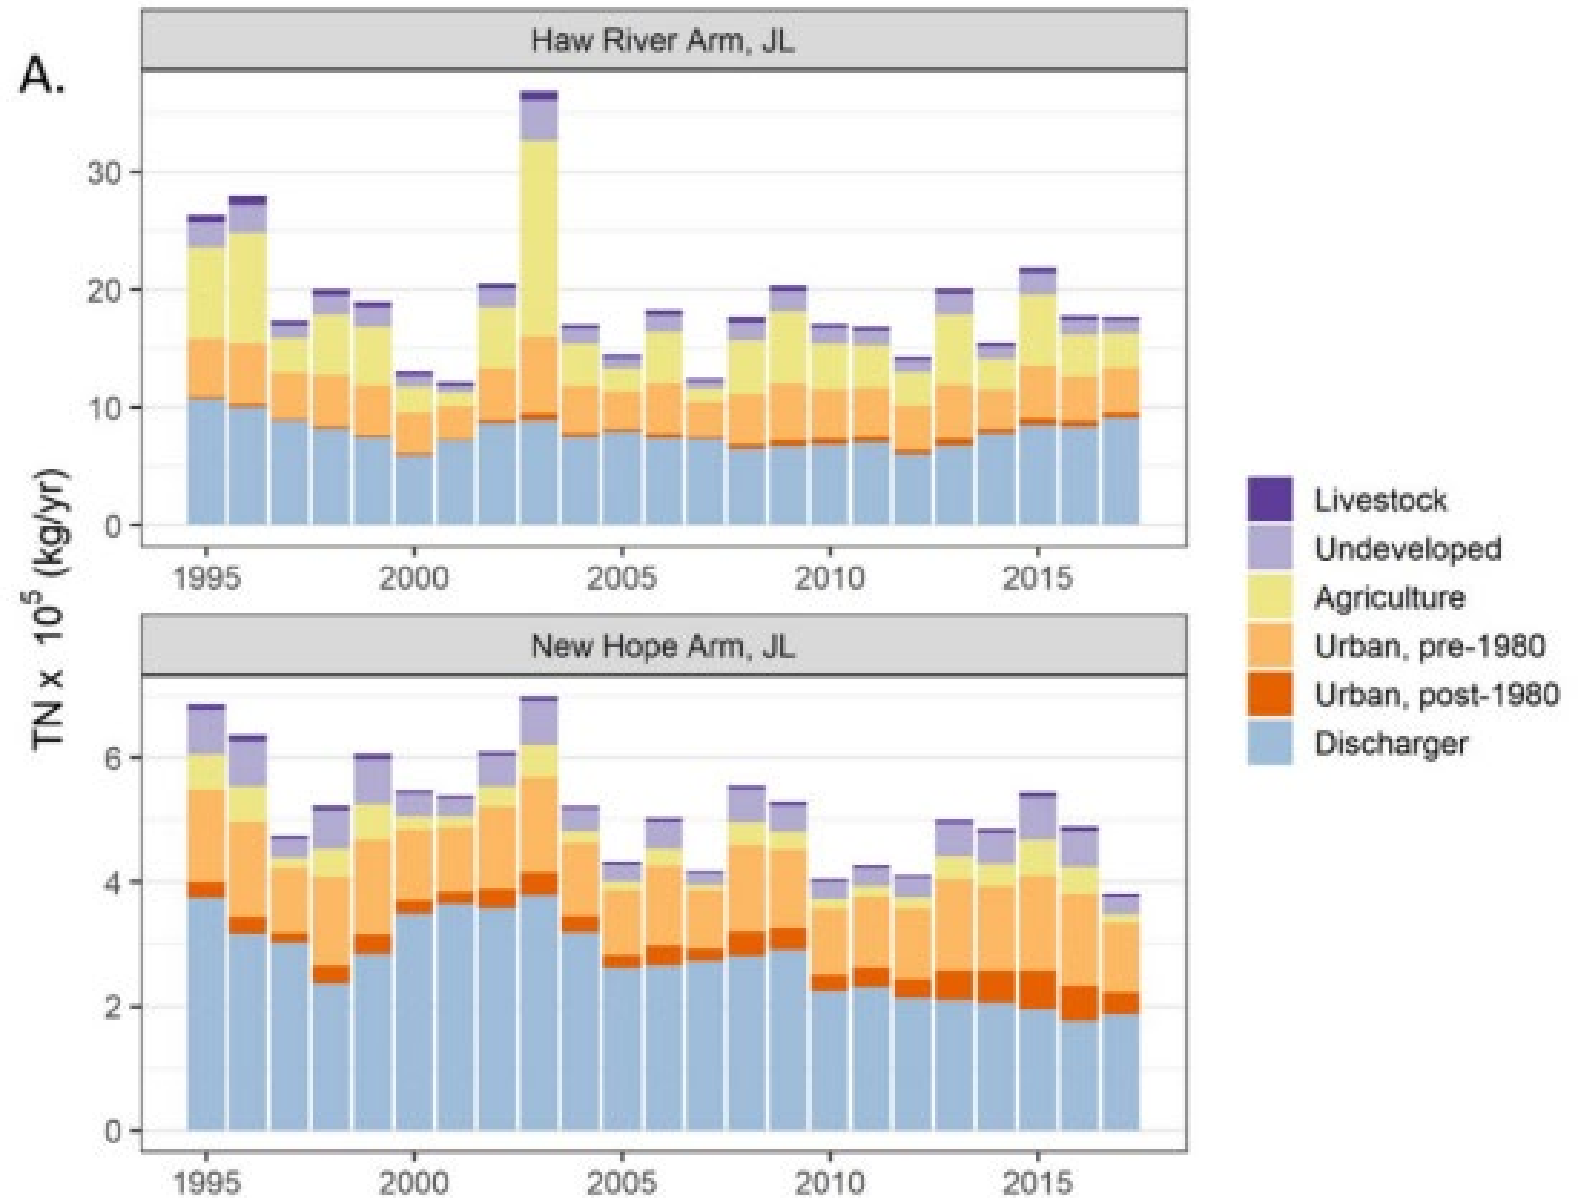 A.
Haw River Arm, JL
30
20
10
0
1995 2000 2005 2010 2015
TN x 10⁵ (kg/yr)
New Hope Arm, JL
6
4
2
0
1995 2000 2005 2010 2015
Livestock
Undeveloped
Agriculture
Urban, pre-1980
Urban, post-1980
Discharger